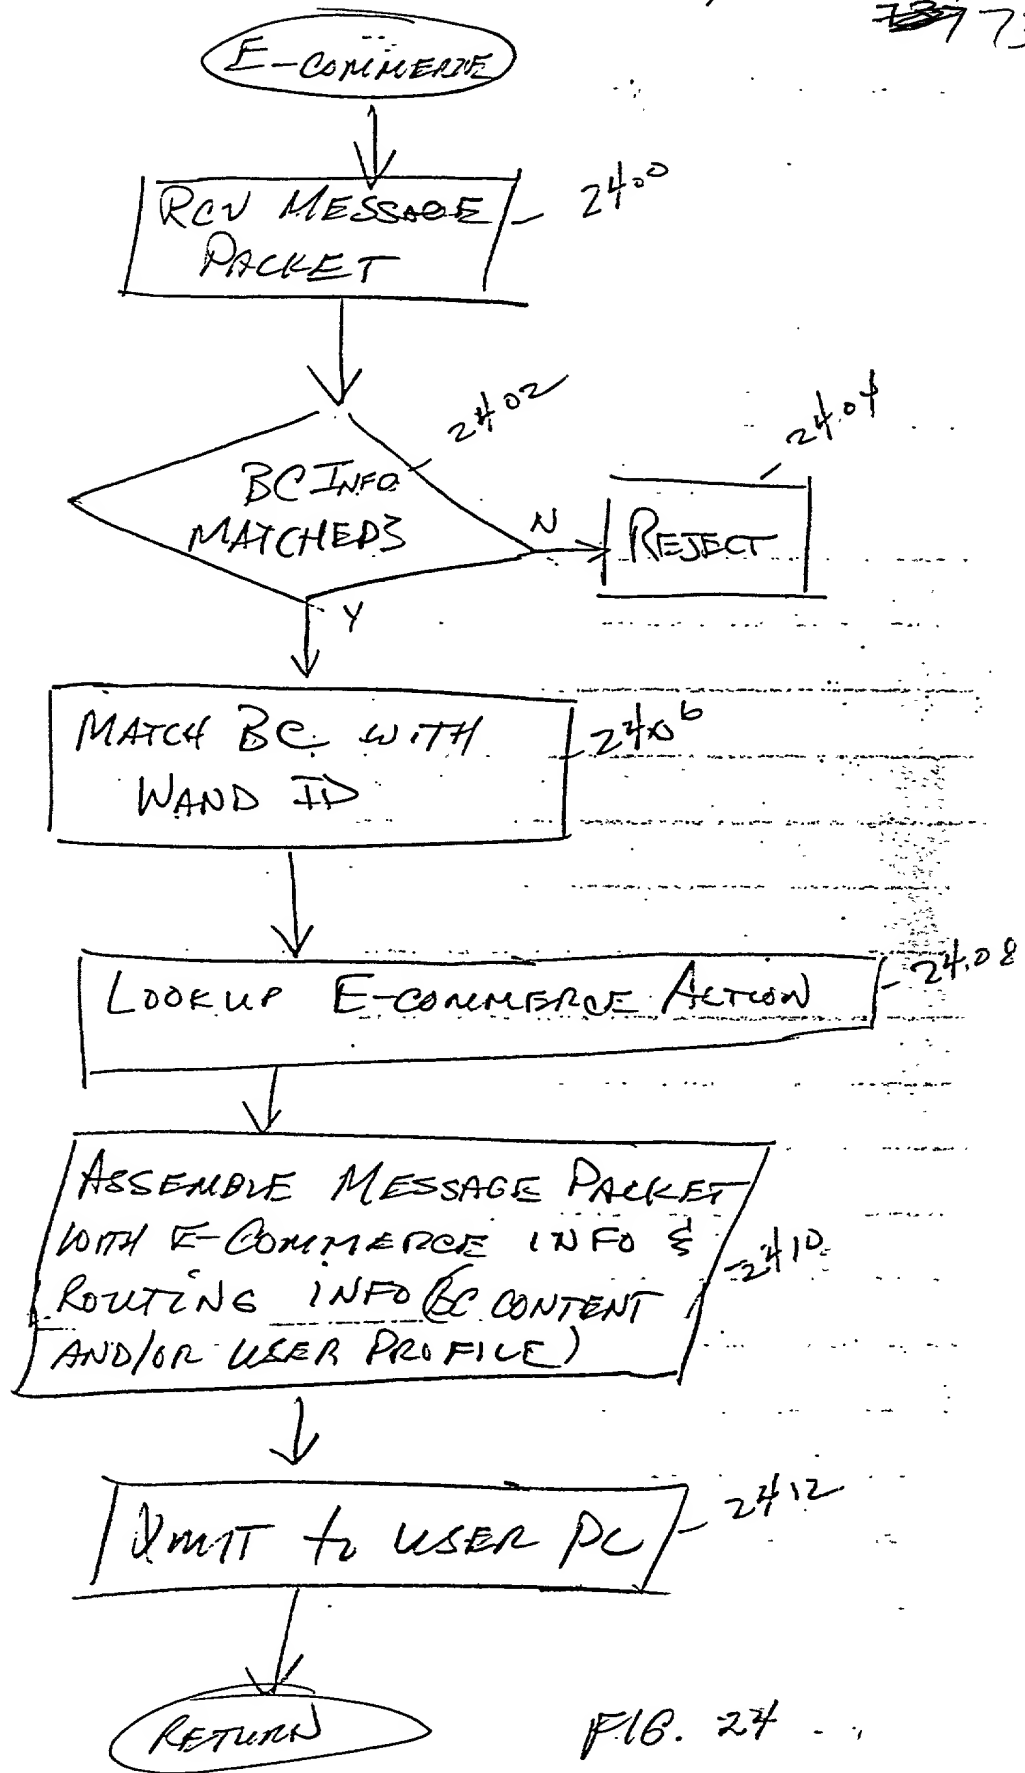 73
E-COMMERCE
RCV MESSAGE
PACKET
2400
2402
2404
BC INFO
MATCHED?
N
REJECT
Y
MATCH BC WITH
WAND ID
2406
LOOKUP E-COMMERCE ACTION
2408
ASSEMBLE MESSAGE PACKET
WITH E-COMMERCE INFO &
ROUTING INFO (BC CONTENT
AND/OR USER PROFILE)
2410
XMIT to USER PC
2412
RETURN
FIG. 24